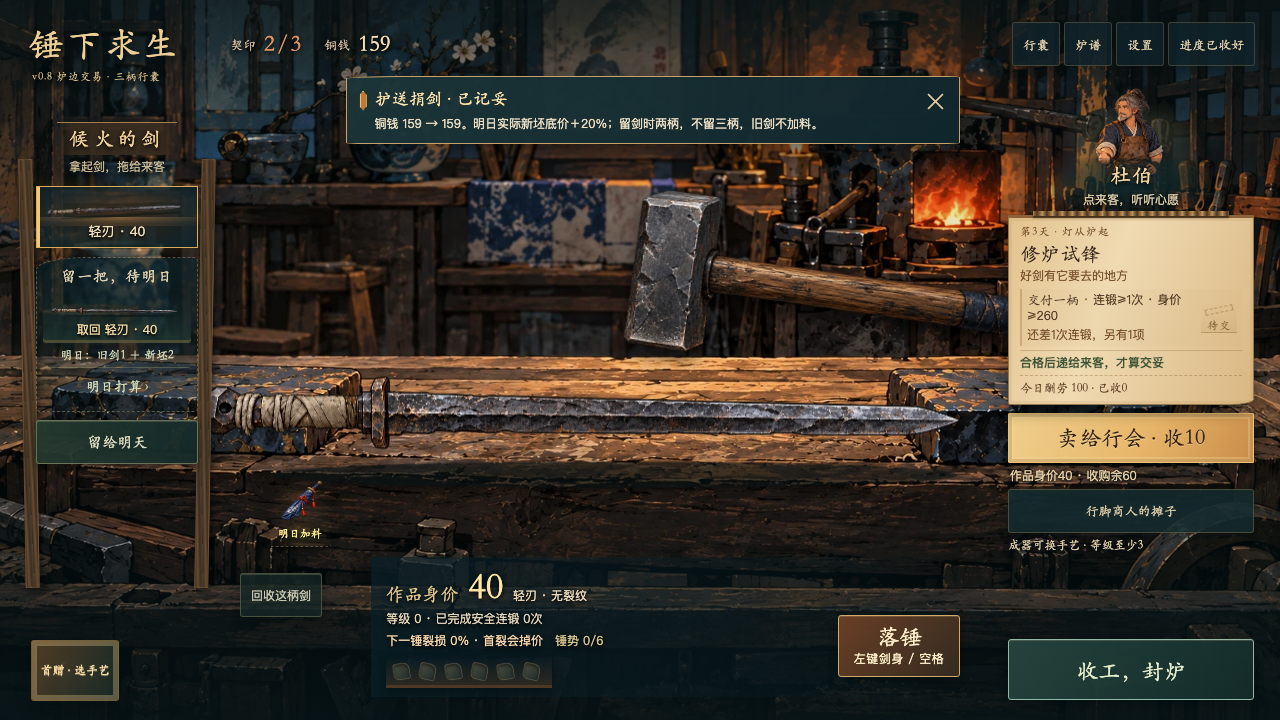 锤下求生
v0.8 炉边交易 · 三柄行囊
契印 2/3 铜钱 159
行囊
炉谱
设置
进度已收好
护送捐剑 · 已记妥
铜钱 159 → 159。明日实际新坯底价＋20%；留剑时两柄，不留三柄，旧剑不加料。
候火的剑
拿起剑，拖给来客
轻刃 · 40
留一把，待明日
取回 轻刃 · 40
明日：旧剑1 ＋ 新坯2
明日打算 ›
留给明天
明日加料
回收这柄剑
首赠 · 选手艺
作品身价 40 轻刃 · 无裂纹
等级 0 · 已完成安全连锻 0次
下一锤裂损 0% · 首裂会掉价 锤势 0/6
落锤
左键剑身 / 空格
杜伯
点来客，听听心愿
第3天 · 灯从炉起
修炉试锋
好剑有它要去的地方
交付一柄 · 连锻≥1次 · 身价
≥260
还差1次连锻，另有1项
待交
合格后递给来客，才算交妥
今日酬劳 100 · 已收0
卖给行会 · 收10
作品身价40 · 收购余60
行脚商人的摊子
成器可换手艺 · 等级至少3
收工，封炉